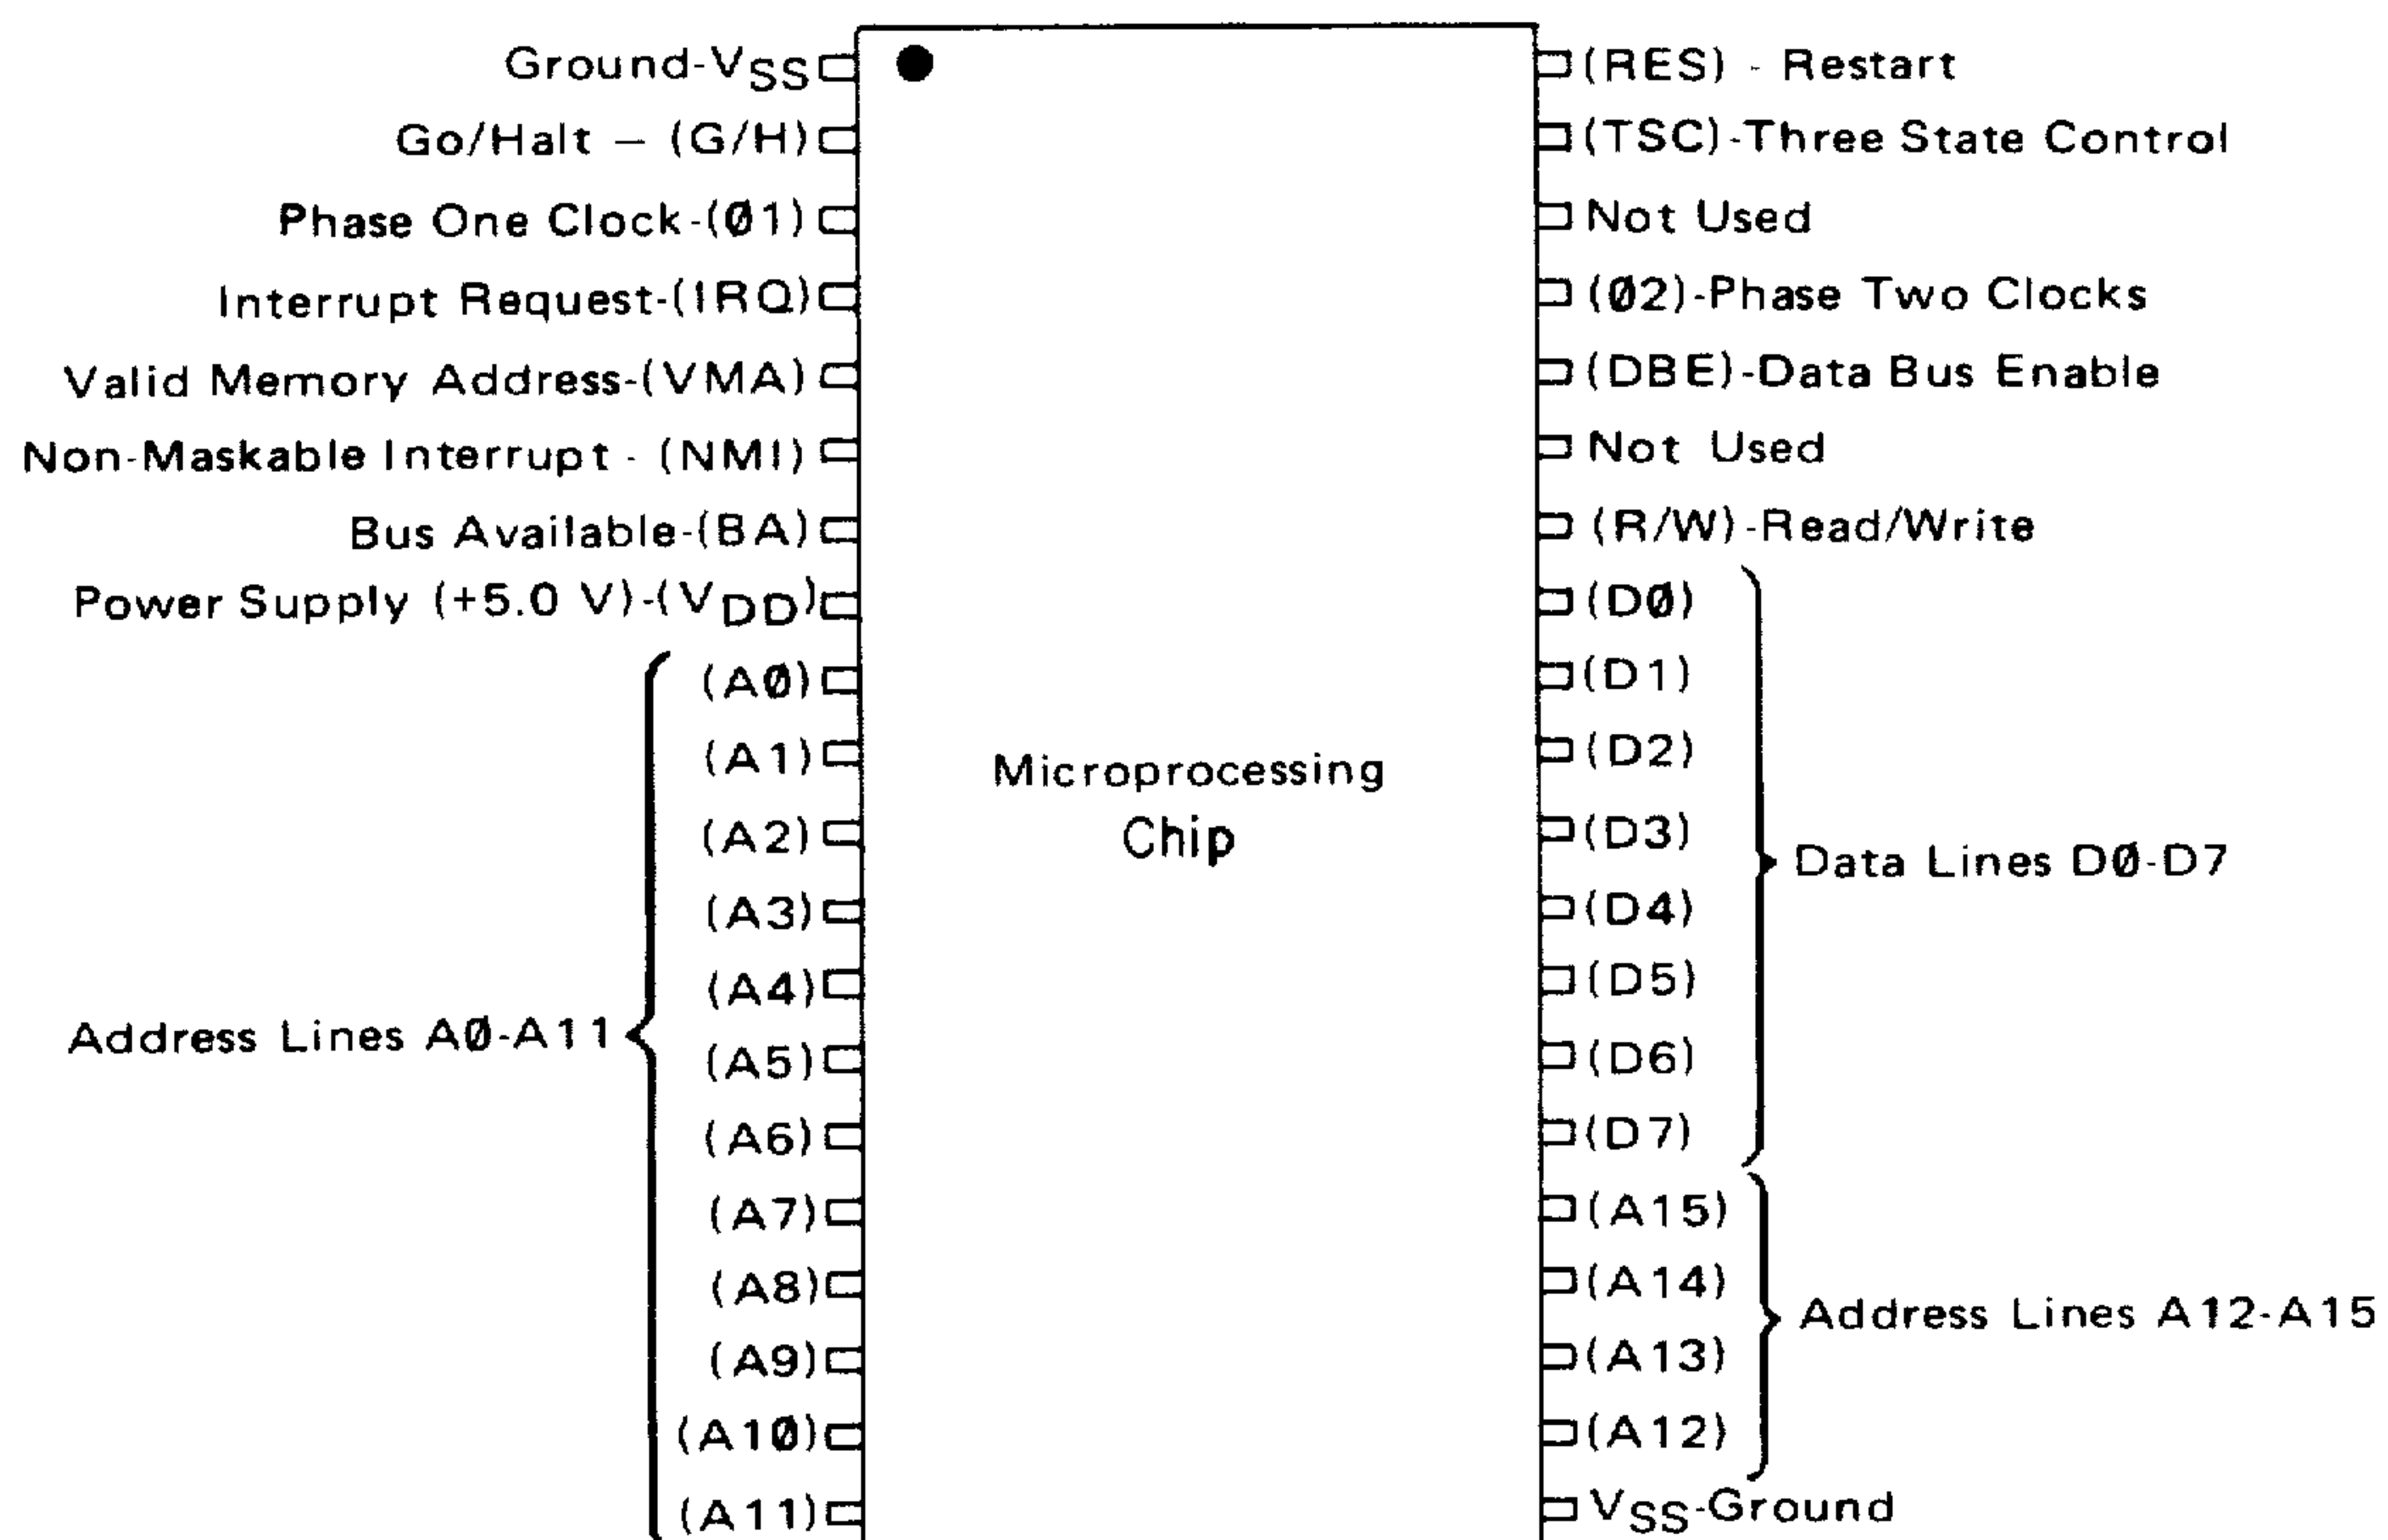 Ground-VSS
Go/Halt – (G/H)
Phase One Clock-(Ø1)
Interrupt Request-(IRQ)
Valid Memory Address-(VMA)
Non-Maskable Interrupt - (NMI)
Bus Available-(BA)
Power Supply (+5.0 V)-(VDD)
(AØ)
(A1)
(A2)
(A3)
(A4)
(A5)
(A6)
(A7)
(A8)
(A9)
(A1Ø)
(A11)
Address Lines AØ-A11
Microprocessing
Chip
(RES) - Restart
(TSC)-Three State Control
Not Used
(Ø2)-Phase Two Clocks
(DBE)-Data Bus Enable
Not Used
(R/W)-Read/Write
(DØ)
(D1)
(D2)
(D3)
(D4)
(D5)
(D6)
(D7)
Data Lines DØ-D7
(A15)
(A14)
(A13)
(A12)
Address Lines A12-A15
VSS-Ground